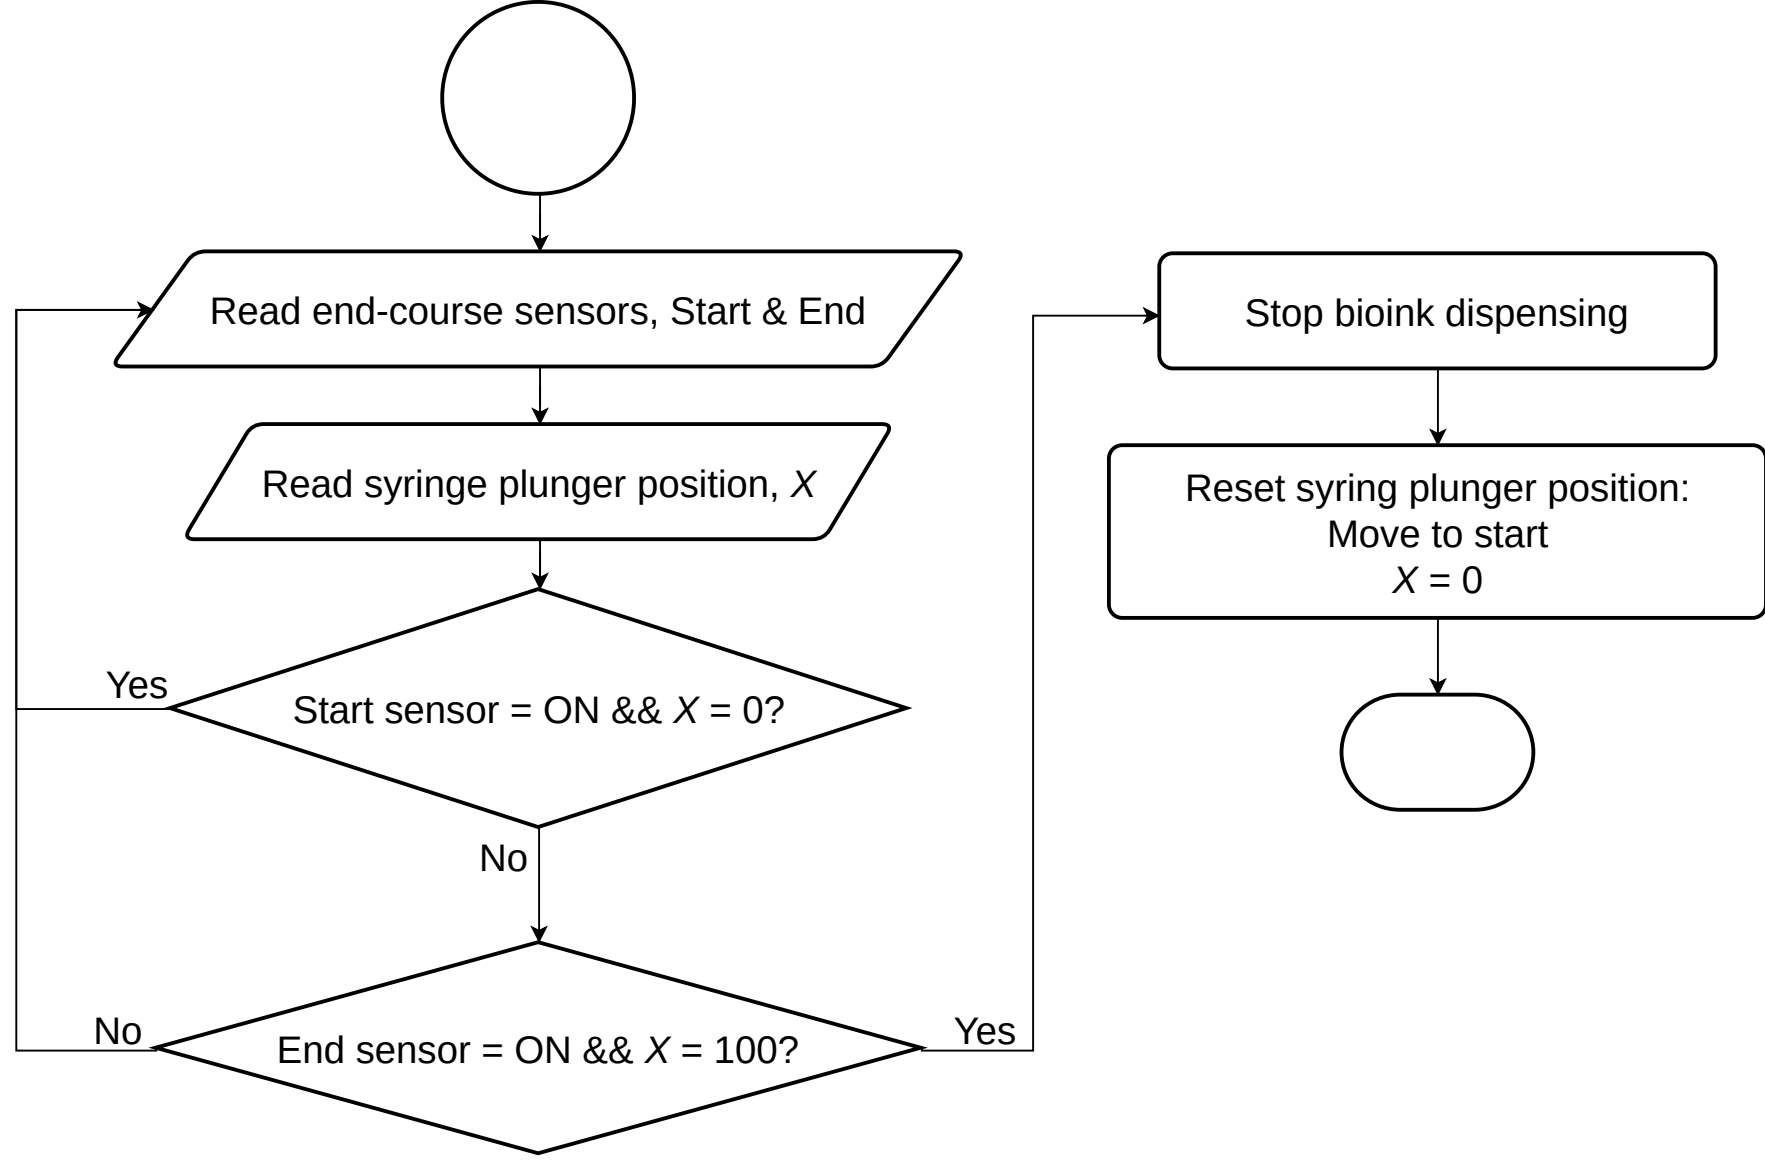 Read end-course sensors, Start & End
Read syringe plunger position, X
Yes
Start sensor = ON && X = 0?
No
No
End sensor = ON && X = 100?
Yes
Stop bioink dispensing
Reset syring plunger position:
Move to start
X = 0